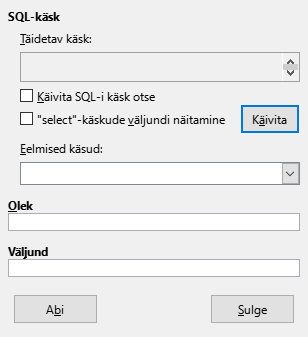 SQL-käsk
Täidetav käsk:
Käivita SQL-i käsk otse
"select"-käskude väljundi näitamine
Käivita
Eelmised käsud:
Olek
Väljund
Abi
Sulge